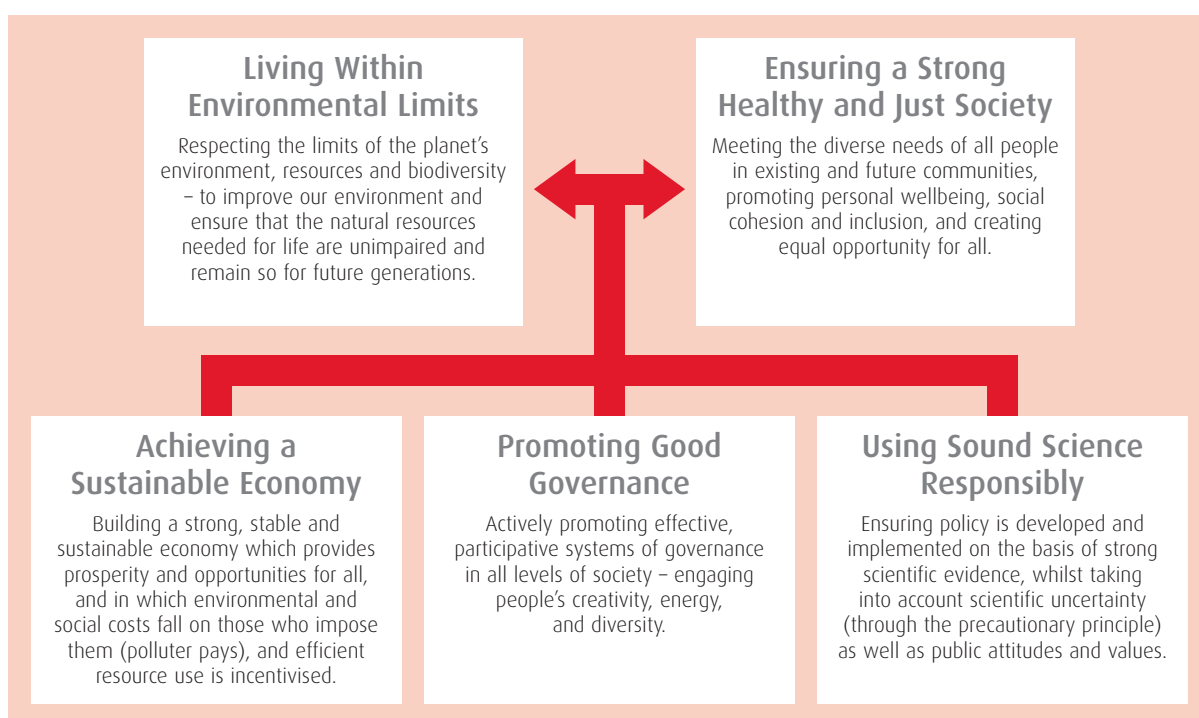 Living Within
Environmental Limits
Respecting the limits of the planet's
environment, resources and biodiversity
– to improve our environment and
ensure that the natural resources
needed for life are unimpaired and
remain so for future generations.
Ensuring a Strong
Healthy and Just Society
Meeting the diverse needs of all people
in existing and future communities,
promoting personal wellbeing, social
cohesion and inclusion, and creating
equal opportunity for all.
Achieving a
Sustainable Economy
Building a strong, stable and
sustainable economy which provides
prosperity and opportunities for all,
and in which environmental and
social costs fall on those who impose
them (polluter pays), and efficient
resource use is incentivised.
Promoting Good
Governance
Actively promoting effective,
participative systems of governance
in all levels of society – engaging
people's creativity, energy,
and diversity.
Using Sound Science
Responsibly
Ensuring policy is developed and
implemented on the basis of strong
scientific evidence, whilst taking
into account scientific uncertainty
(through the precautionary principle)
as well as public attitudes and values.